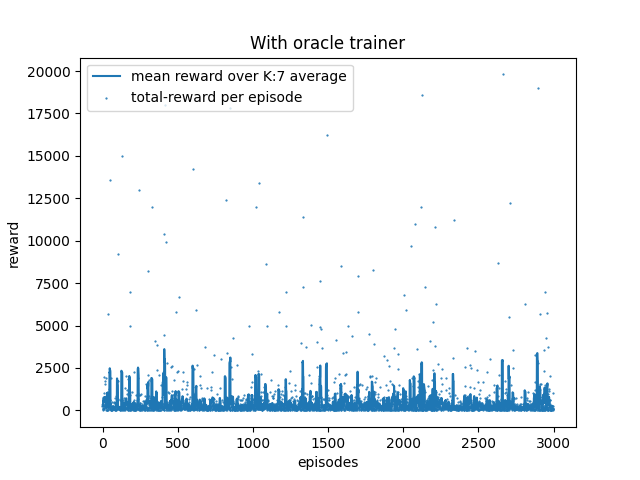 With oracle trainer
mean reward over K:7 average
total-reward per episode
20000
17500
15000
12500
10000
7500
5000
2500
0
reward
0 500 1000 1500 2000 2500 3000
episodes